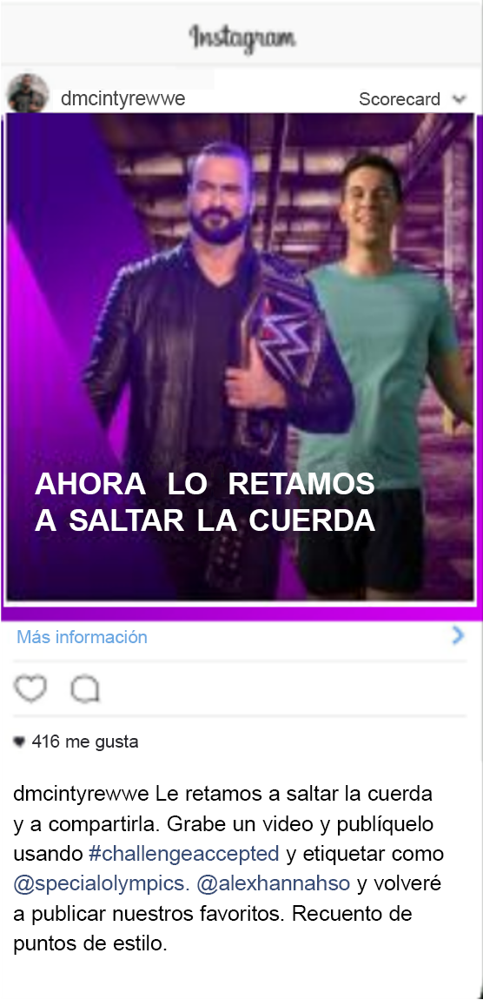 Instagram
dmcintyrewwe
Scorecard
AHORA LO RETAMOS
A SALTAR LA CUERDA
Más información
416 me gusta
dmcintyrewwe Le retamos a saltar la cuerda
y a compartirla. Grabe un video y publíquelo
usando #challengeaccepted y etiquetar como
@specialolympics. @alexhannahso y volveré
a publicar nuestros favoritos. Recuento de
puntos de estilo.